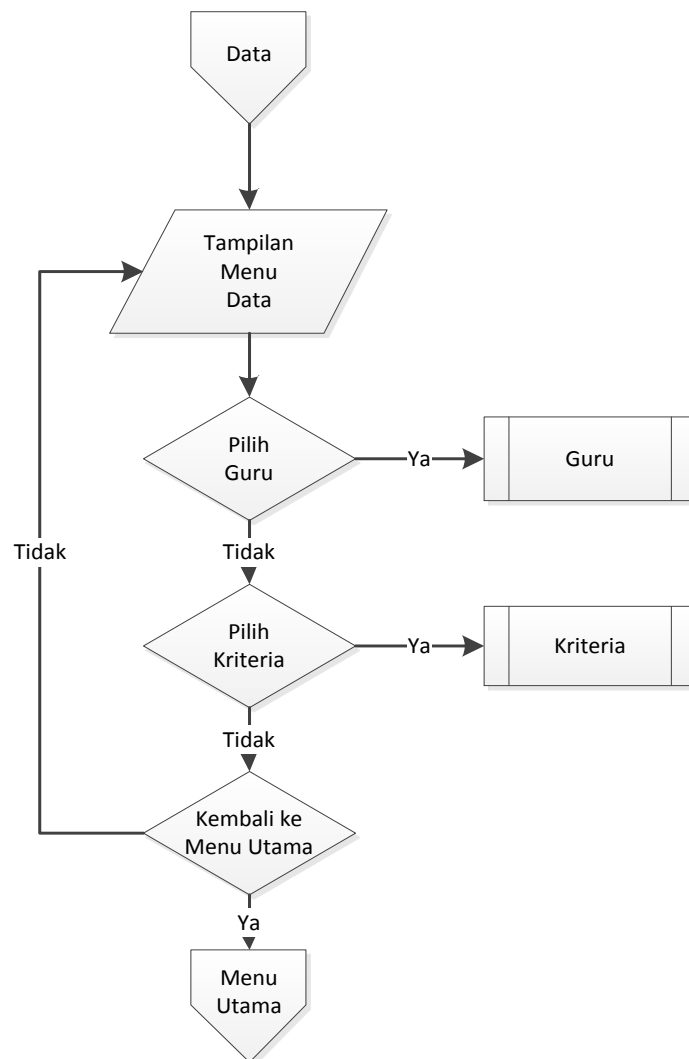 Data
Tampilan
Menu
Data
Pilih
Guru
Ya
Guru
Tidak
Tidak
Pilih
Kriteria
Ya
Kriteria
Tidak
Kembali ke
Menu Utama
Ya
Menu
Utama